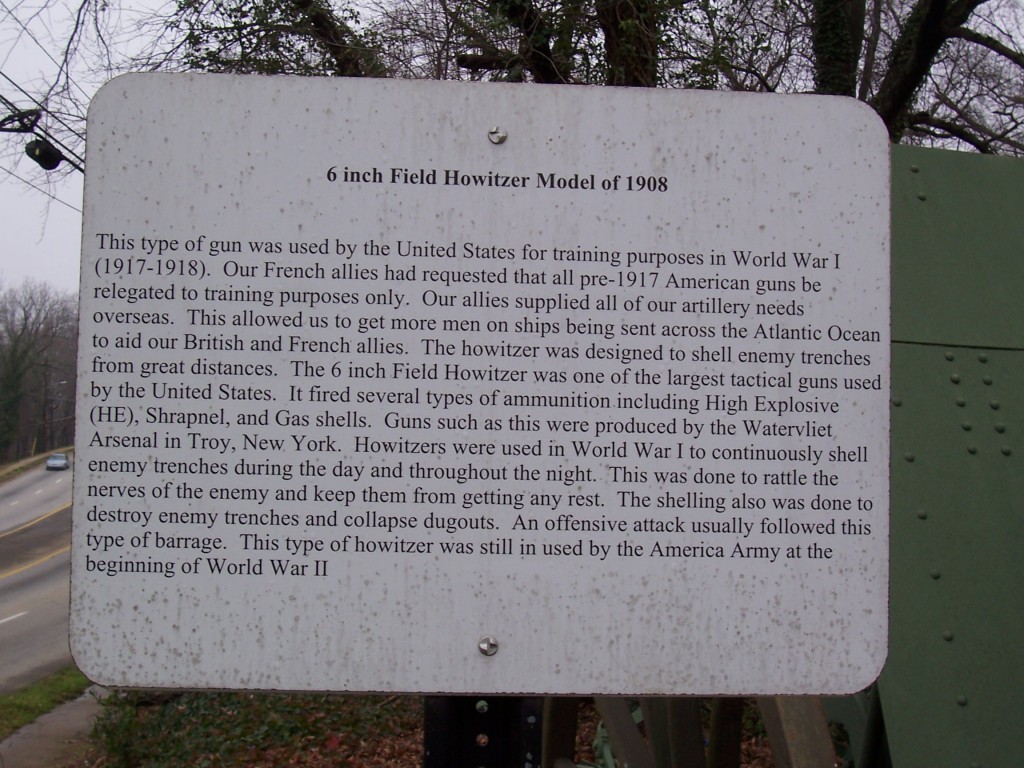 6 inch Field Howitzer Model of 1908
This type of gun was used by the United States for training purposes in World War I
(1917-1918). Our French allies had requested that all pre-1917 American guns be
relegated to training purposes only. Our allies supplied all of our artillery needs
overseas. This allowed us to get more men on ships being sent across the Atlantic Ocean
to aid our British and French allies. The howitzer was designed to shell enemy trenches
from great distances. The 6 inch Field Howitzer was one of the largest tactical guns used
by the United States. It fired several types of ammunition including High Explosive
(HE), Shrapnel, and Gas shells. Guns such as this were produced by the Watervliet
Arsenal in Troy, New York. Howitzers were used in World War I to continuously shell
enemy trenches during the day and throughout the night. This was done to rattle the
nerves of the enemy and keep them from getting any rest. The shelling also was done to
destroy enemy trenches and collapse dugouts. An offensive attack usually followed this
type of barrage. This type of howitzer was still in used by the America Army at the
beginning of World War II